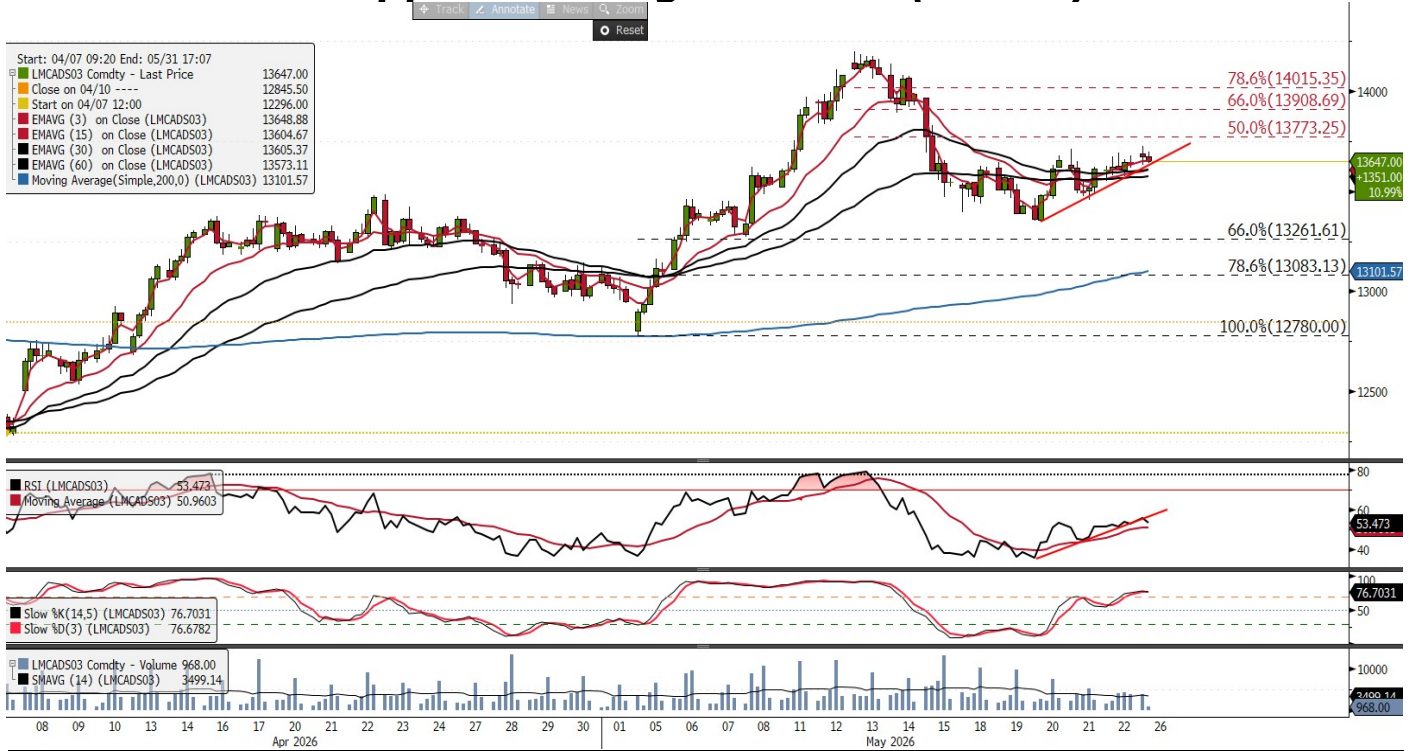 Track Annotate News Zoom
Reset
Start: 04/07 09:20 End: 05/31 17:07
LMCADS03 Comdty - Last Price 13647.00
Close on 04/10 ---- 12845.50
Start on 04/07 12:00 12296.00
EMAVG (3) on Close (LMCADS03) 13648.88
EMAVG (15) on Close (LMCADS03) 13604.67
EMAVG (30) on Close (LMCADS03) 13605.37
EMAVG (60) on Close (LMCADS03) 13573.11
Moving Average(Simple,200,0) (LMCADS03) 13101.57
78.6%(14015.35)
66.0%(13908.69)
50.0%(13773.25)
66.0%(13261.61)
78.6%(13083.13)
100.0%(12780.00)
14000
13647.00
+1351.00
10.99%
13101.57
13000
12500
RSI (LMCADS03) 53.473
Moving Average (LMCADS03) 50.9603
80
60
53.473
40
Slow %K(14,5) (LMCADS03) 76.7031
Slow %D(3) (LMCADS03) 76.6782
100
76.7031
50
LMCADS03 Comdty - Volume 968.00
SMAVG (14) (LMCADS03) 3499.14
10000
3499.14
968.00
08 09 10 13 14 15 16 17 20 21 22 23 24 27 28 29 30 01 05 06 07 08 11 12 13 14 15 18 19 20 21 22 26
Apr 2026 May 2026